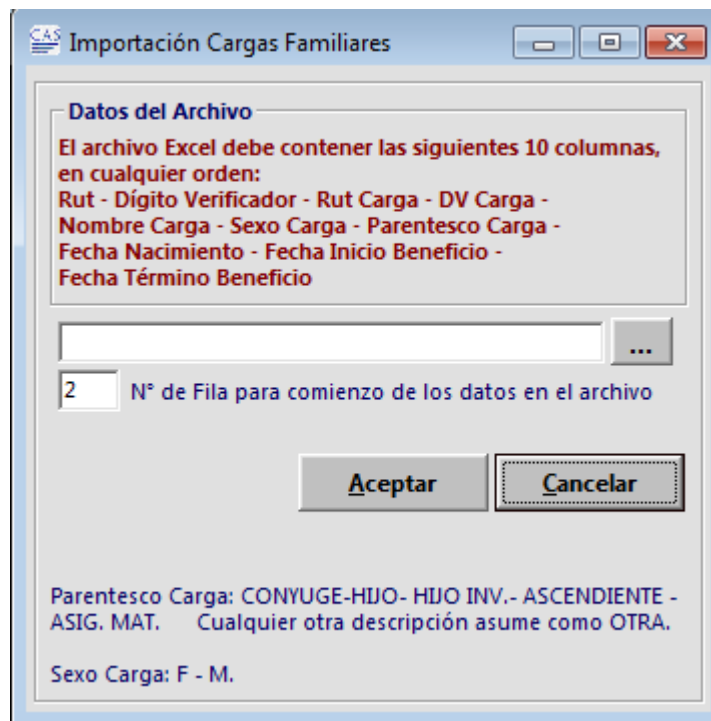 CAS Importación Cargas Familiares
Datos del Archivo
El archivo Excel debe contener las siguientes 10 columnas,
en cualquier orden:
Rut - Dígito Verificador - Rut Carga - DV Carga -
Nombre Carga - Sexo Carga - Parentesco Carga -
Fecha Nacimiento - Fecha Inicio Beneficio -
Fecha Término Beneficio
...
2 N° de Fila para comienzo de los datos en el archivo
Aceptar Cancelar
Parentesco Carga: CONYUGE-HIJO- HIJO INV.- ASCENDIENTE -
ASIG. MAT. Cualquier otra descripción asume como OTRA.
Sexo Carga: F - M.